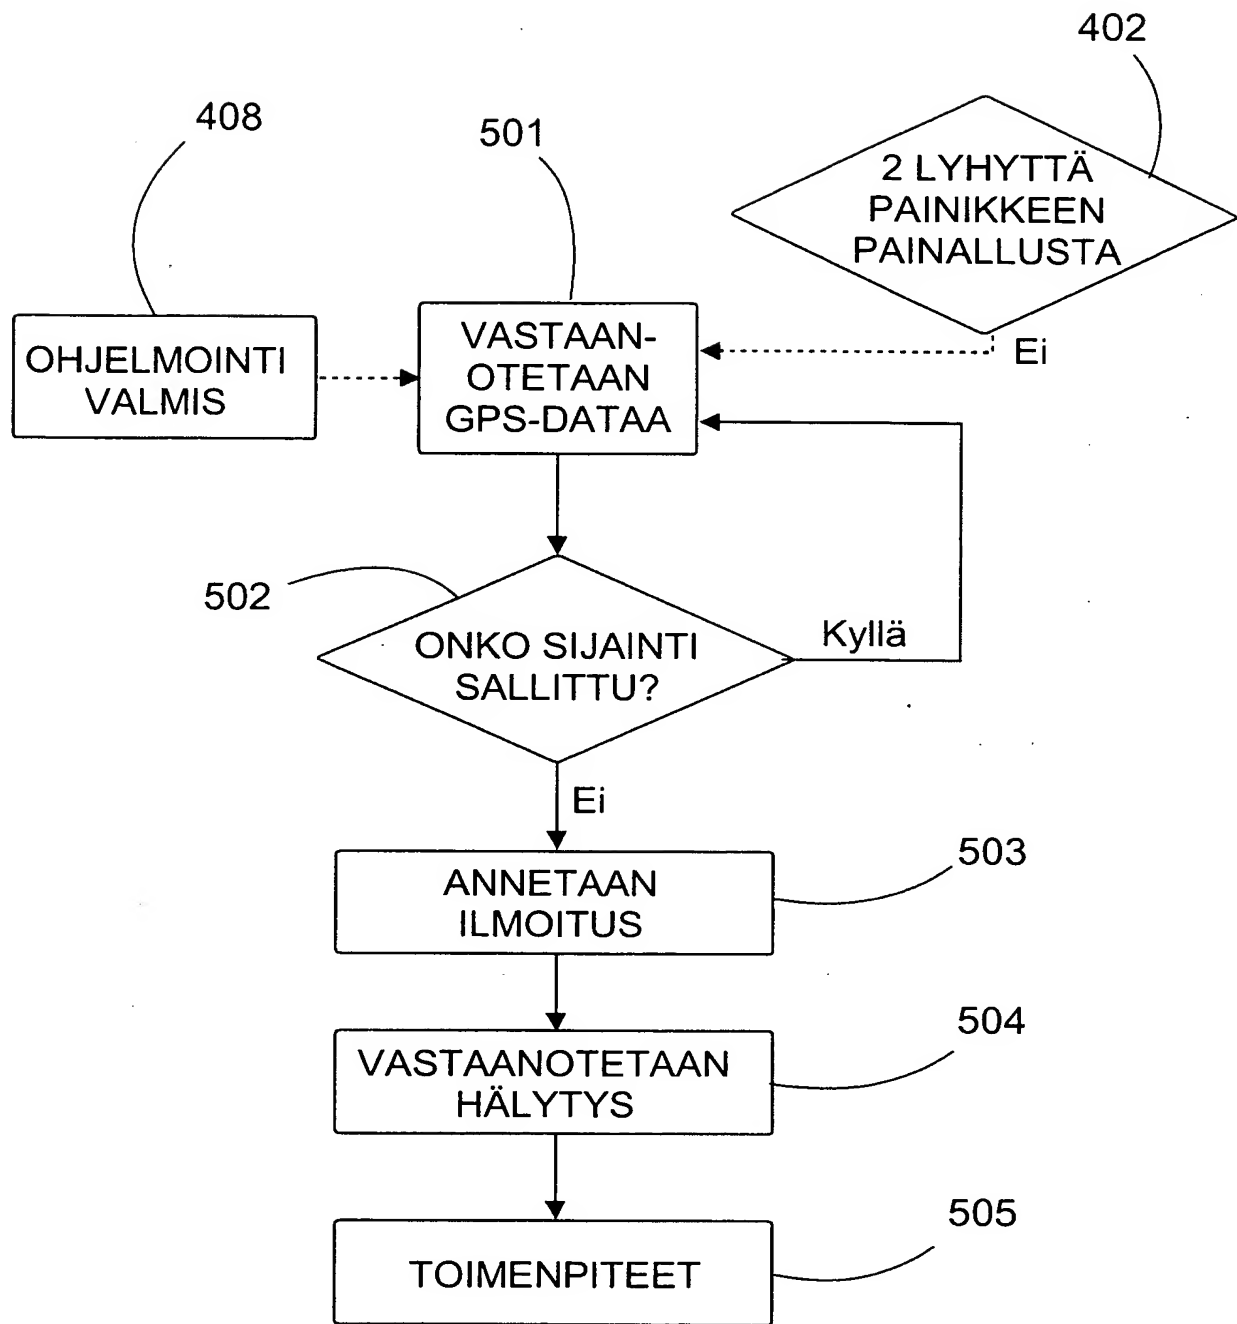 402
408
501
2 LYHYTTÄ
PAINIKKEEN
PAINALLUSTA
OHJELMOINTI
VALMIS
VASTAAN-
OTETAAN
GPS-DATAA
Ei
502
ONKO SIJAINTI
SALLITTU?
Kyllä
Ei
ANNETAAN
ILMOITUS
503
VASTAANOTETAAN
HÄLYTYS
504
TOIMENPITEET
505